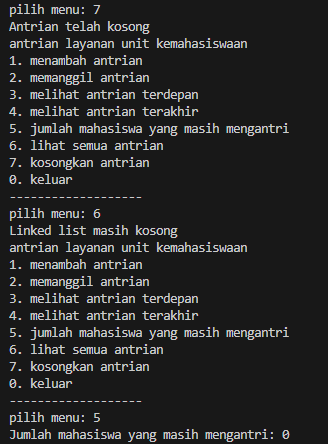 pilih menu: 7
Antrian telah kosong
antrian layanan unit kemahasiswaan
1. menambah antrian
2. memanggil antrian
3. melihat antrian terdepan
4. melihat antrian terakhir
5. jumlah mahasiswa yang masih mengantri
6. lihat semua antrian
7. kosongkan antrian
0. keluar
-------------------
pilih menu: 6
Linked list masih kosong
antrian layanan unit kemahasiswaan
1. menambah antrian
2. memanggil antrian
3. melihat antrian terdepan
4. melihat antrian terakhir
5. jumlah mahasiswa yang masih mengantri
6. lihat semua antrian
7. kosongkan antrian
0. keluar
-------------------
pilih menu: 5
Jumlah mahasiswa yang masih mengantri: 0